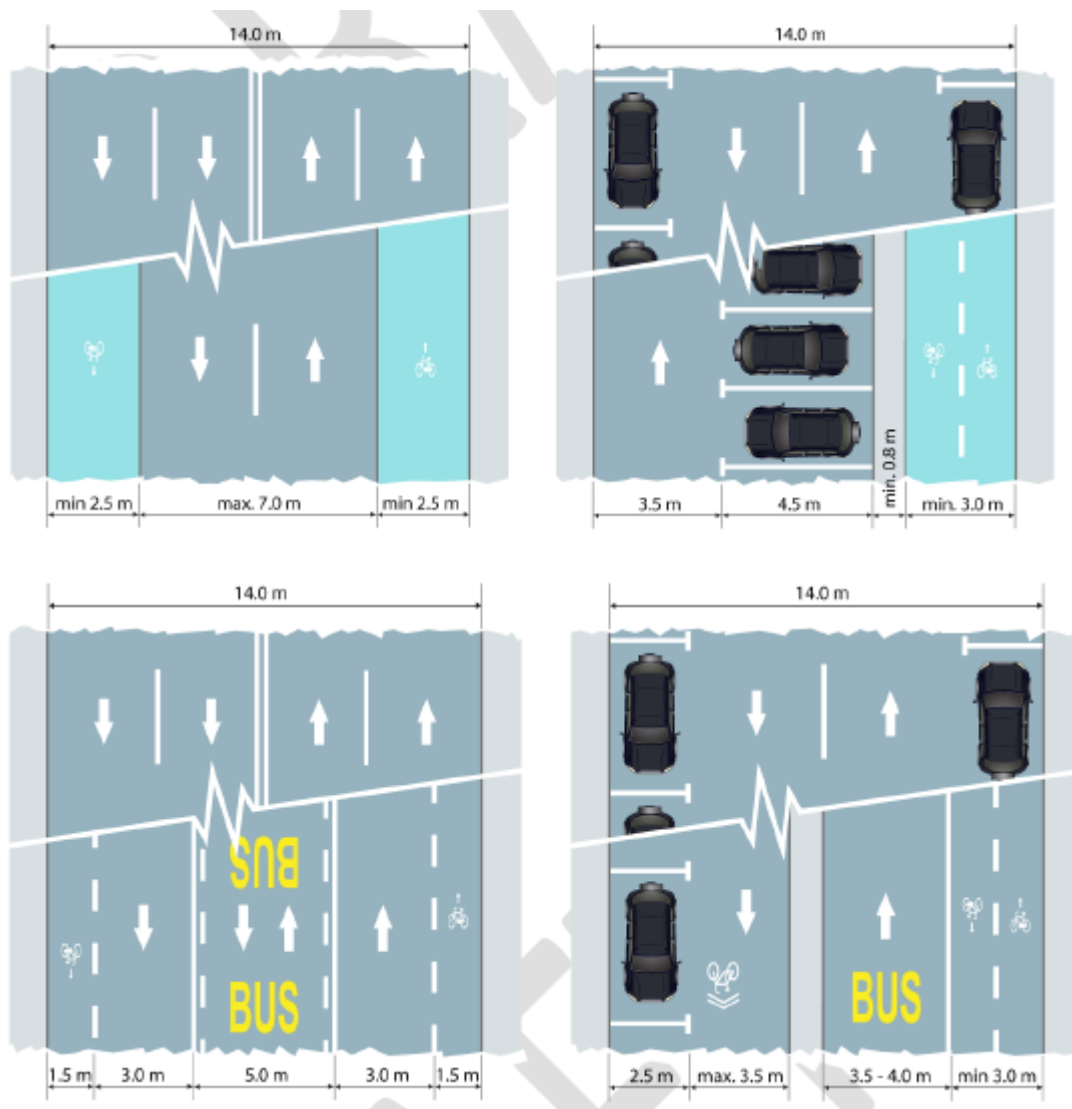 14.0 m
min 2.5 m
max. 7.0 m
min 2.5 m
14.0 m
3.5 m
4.5 m
min. 0.8 m
min. 3.0 m
14.0 m
BUS
BUS
1.5 m
3.0 m
5.0 m
3.0 m
1.5 m
14.0 m
BUS
2.5 m
max. 3.5 m
3.5 - 4.0 m
min 3.0 m